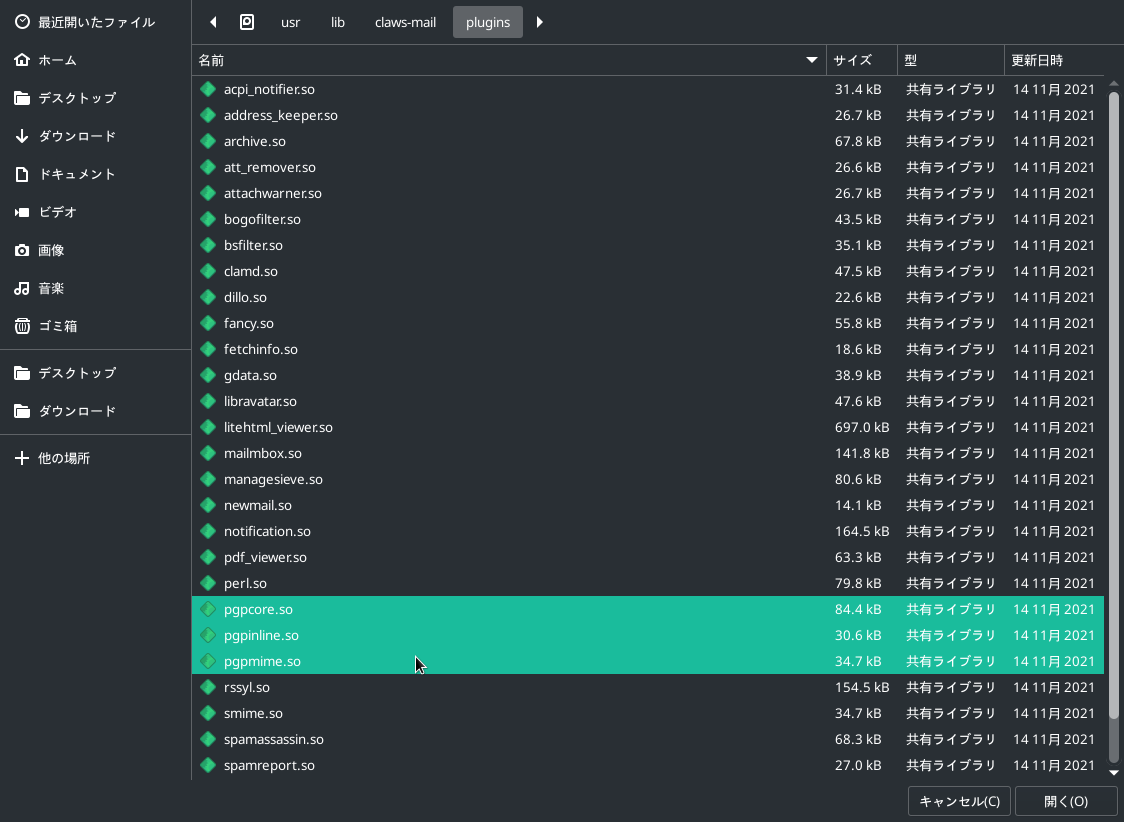 最近開いたファイル
ホーム
デスクトップ
ダウンロード
ドキュメント
ビデオ
画像
音楽
ゴミ箱
デスクトップ
ダウンロード
他の場所
usr lib claws-mail plugins
名前 サイズ 型 更新日時
acpi_notifier.so 31.4 kB 共有ライブラリ 14 11月 2021
address_keeper.so 26.7 kB 共有ライブラリ 14 11月 2021
archive.so 67.8 kB 共有ライブラリ 14 11月 2021
att_remover.so 26.6 kB 共有ライブラリ 14 11月 2021
attachwarner.so 26.7 kB 共有ライブラリ 14 11月 2021
bogofilter.so 43.5 kB 共有ライブラリ 14 11月 2021
bsfilter.so 35.1 kB 共有ライブラリ 14 11月 2021
clamd.so 47.5 kB 共有ライブラリ 14 11月 2021
dillo.so 22.6 kB 共有ライブラリ 14 11月 2021
fancy.so 55.8 kB 共有ライブラリ 14 11月 2021
fetchinfo.so 18.6 kB 共有ライブラリ 14 11月 2021
gdata.so 38.9 kB 共有ライブラリ 14 11月 2021
libravatar.so 47.6 kB 共有ライブラリ 14 11月 2021
litehtml_viewer.so 697.0 kB 共有ライブラリ 14 11月 2021
mailmbox.so 141.8 kB 共有ライブラリ 14 11月 2021
managesieve.so 80.6 kB 共有ライブラリ 14 11月 2021
newmail.so 14.1 kB 共有ライブラリ 14 11月 2021
notification.so 164.5 kB 共有ライブラリ 14 11月 2021
pdf_viewer.so 63.3 kB 共有ライブラリ 14 11月 2021
perl.so 79.8 kB 共有ライブラリ 14 11月 2021
pgpcore.so 84.4 kB 共有ライブラリ 14 11月 2021
pgpinline.so 30.6 kB 共有ライブラリ 14 11月 2021
pgpmime.so 34.7 kB 共有ライブラリ 14 11月 2021
rssyl.so 154.5 kB 共有ライブラリ 14 11月 2021
smime.so 34.7 kB 共有ライブラリ 14 11月 2021
spamassassin.so 68.3 kB 共有ライブラリ 14 11月 2021
spamreport.so 27.0 kB 共有ライブラリ 14 11月 2021
キャンセル(C) 開く(O)